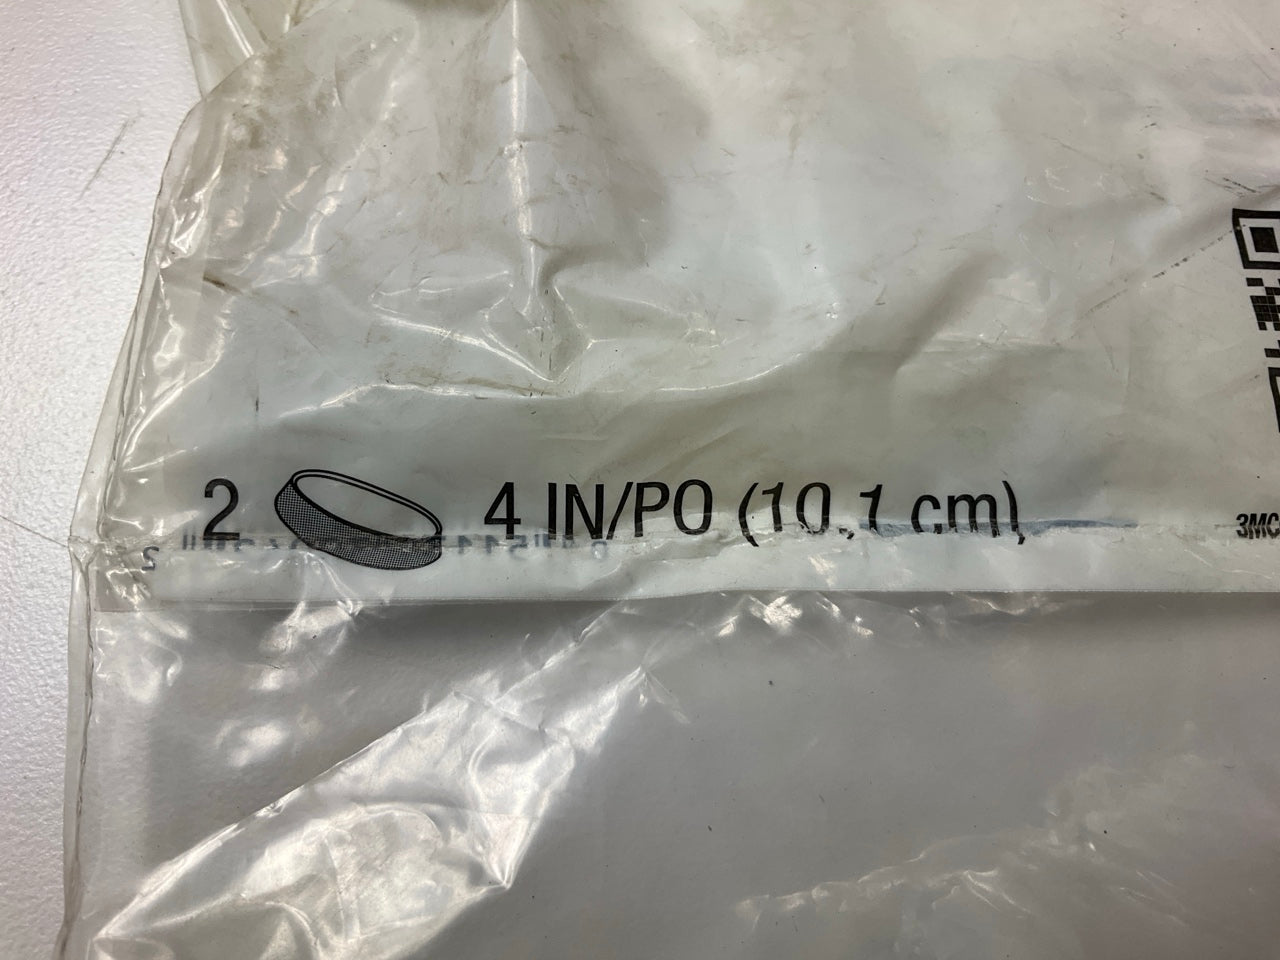 2 4 IN/PO (10,1 cm)
3MC